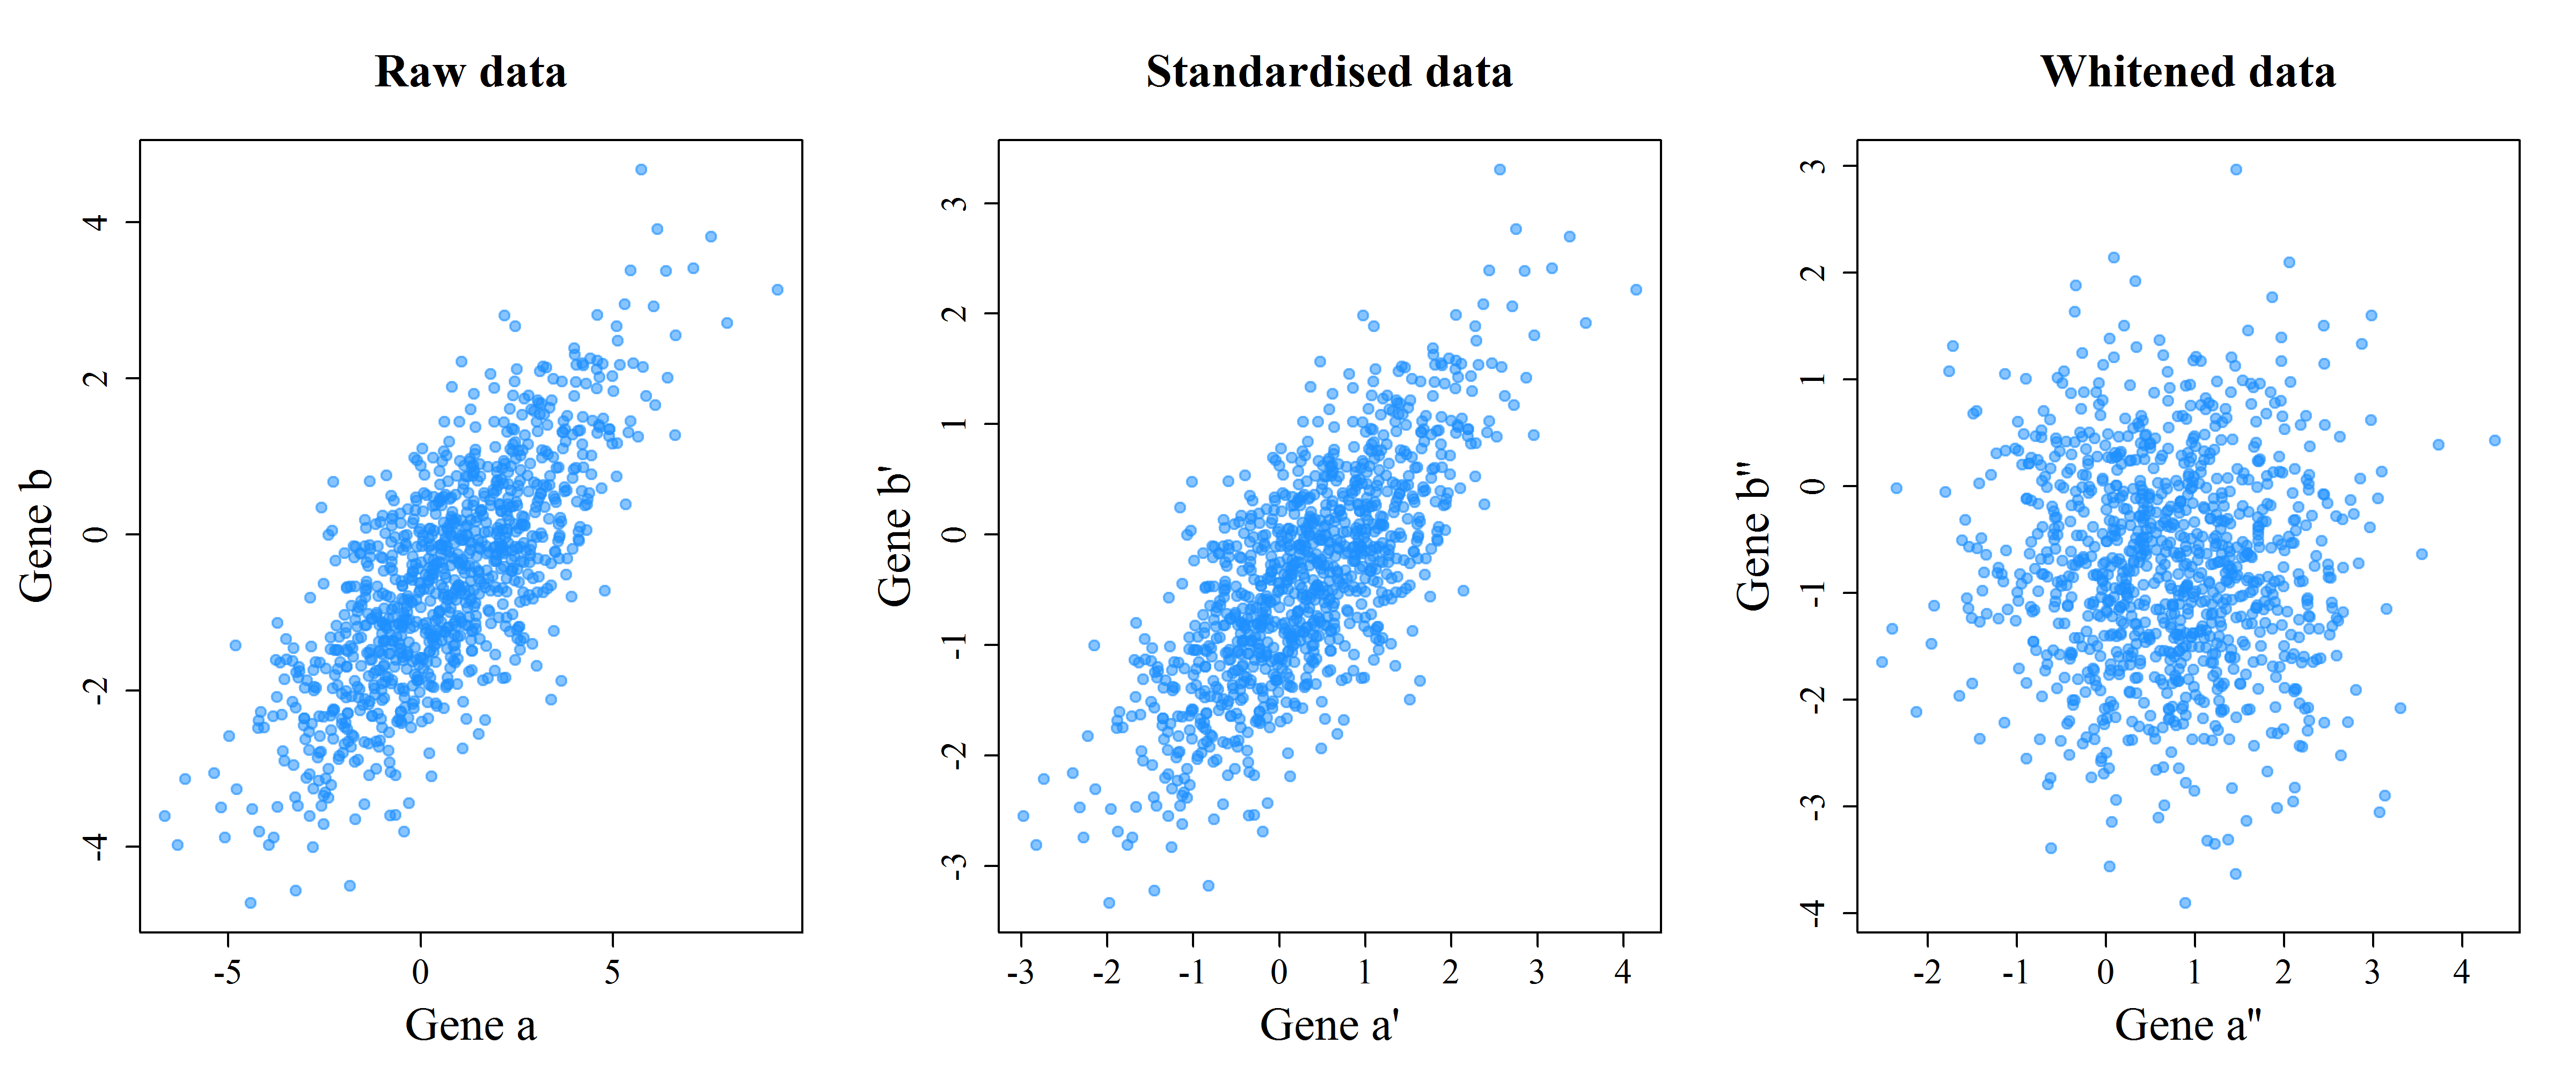 Raw data
Gene b
4
2
0
-2
-4
-5 0 5
Gene a
Standardised data
Gene b'
3
2
1
0
-1
-2
-3
-3 -2 -1 0 1 2 3 4
Gene a'
Whitened data
Gene b"
3
2
1
0
-1
-2
-3
-4
-2 -1 0 1 2 3 4
Gene a"